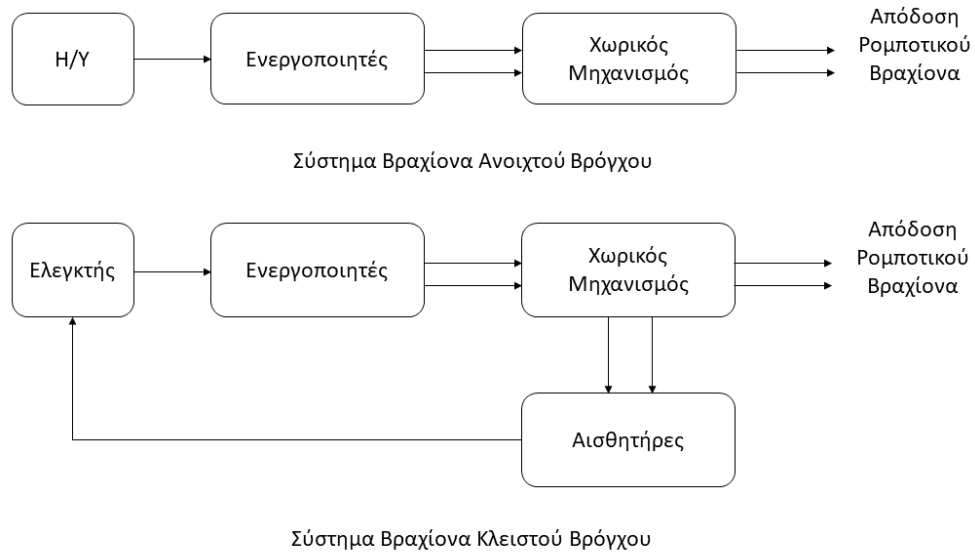 Η/Υ
Ενεργοποιητές
Χωρικός
Μηχανισμός
Απόδοση
Ρομποτικού
Βραχίονα
Σύστημα Βραχίονα Ανοιχτού Βρόγχου
Ελεγκτής
Ενεργοποιητές
Χωρικός
Μηχανισμός
Απόδοση
Ρομποτικού
Βραχίονα
Αισθητήρες
Σύστημα Βραχίονα Κλειστού Βρόγχου